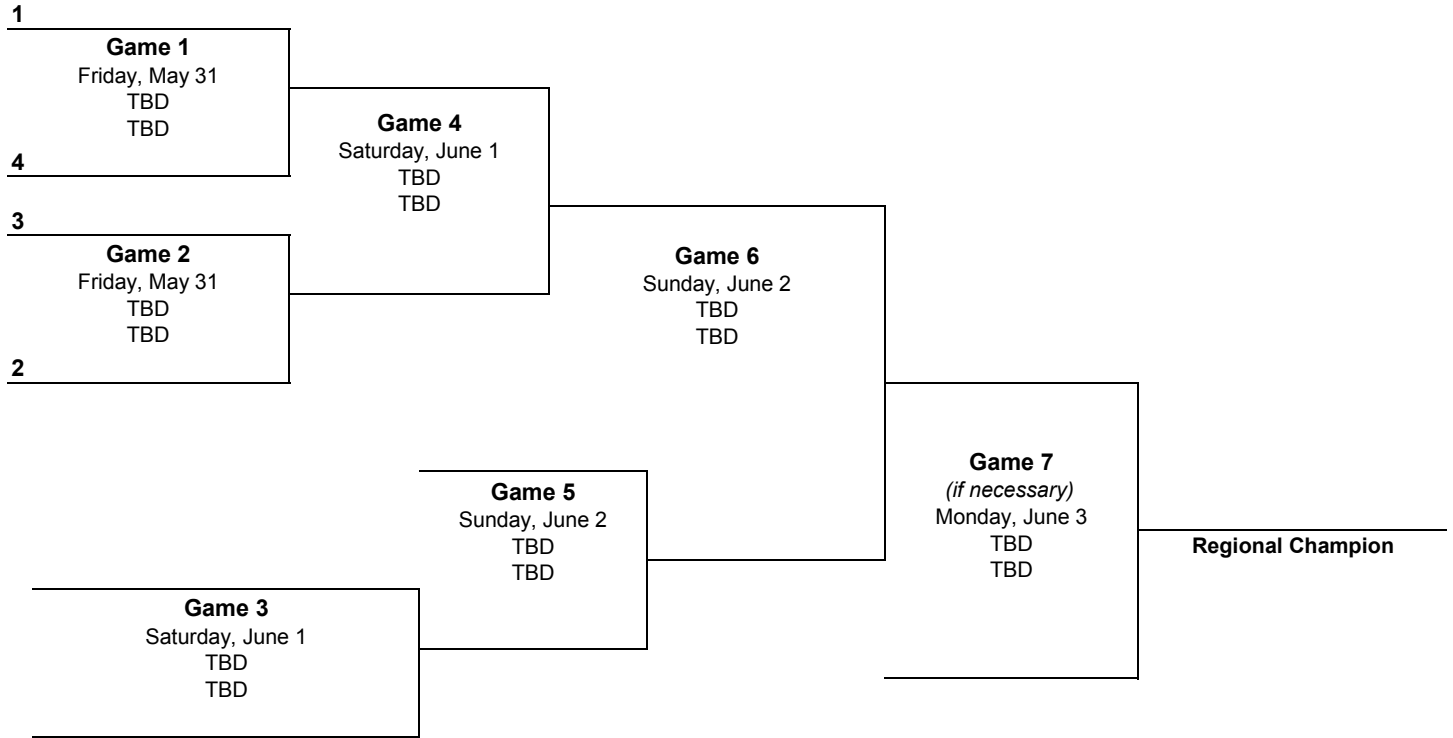 1
Game 1
Friday, May 31
TBD
TBD
4
3
Game 2
Friday, May 31
TBD
TBD
2
Game 4
Saturday, June 1
TBD
TBD
Game 6
Sunday, June 2
TBD
TBD
Game 5
Sunday, June 2
TBD
TBD
Game 3
Saturday, June 1
TBD
TBD
Game 7
(if necessary)
Monday, June 3
TBD
TBD
Regional Champion